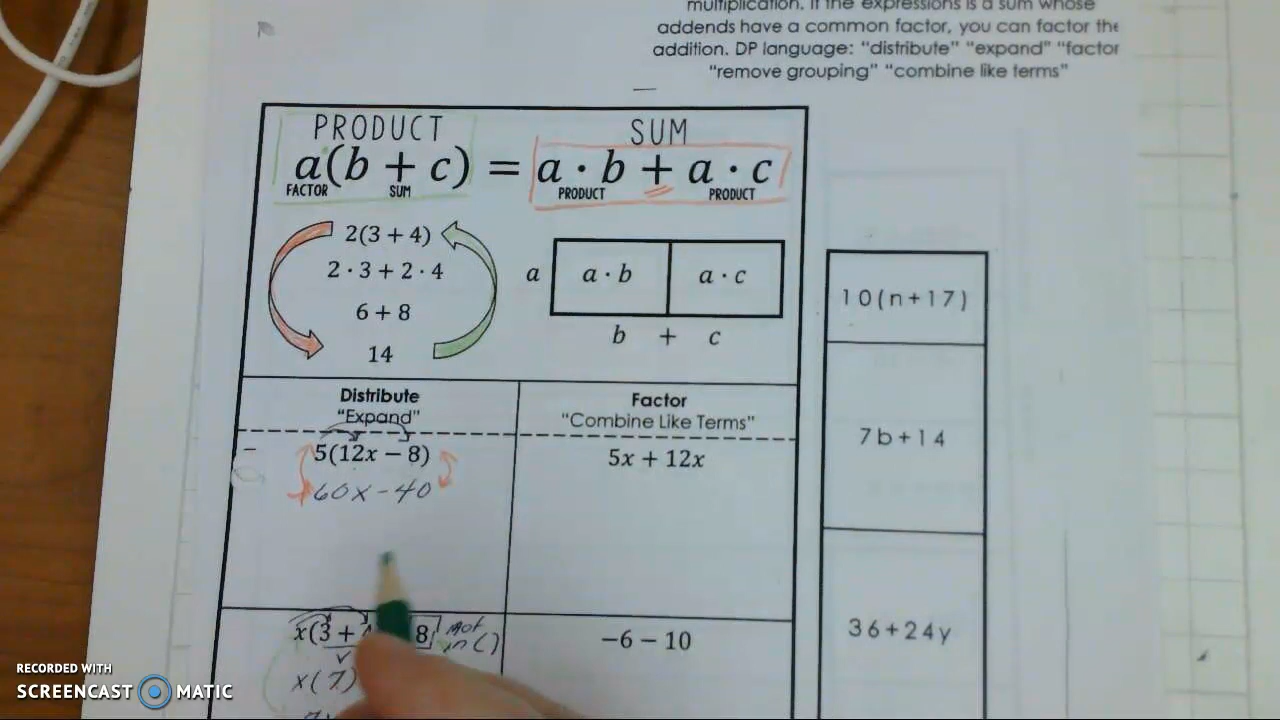 multiplication. If the expressions is a sum whose
addends have a common factor, you can factor the
addition. DP language: "distribute" "expand" "factor
"remove grouping" "combine like terms"
PRODUCT SUM
a(b + c) = a · b + a · c
FACTOR SUM PRODUCT PRODUCT
2(3 + 4)
2 · 3 + 2 · 4
6 + 8
14
a a · b a · c
b + c
10(n+17)
7b+14
36+24y
Distribute
"Expand"
5(12x − 8)
60x - 40
Factor
"Combine Like Terms"
5x + 12x
x(3 + 8 not
in ()
x(7)
−6 − 10
RECORDED WITH
SCREENCAST MATIC